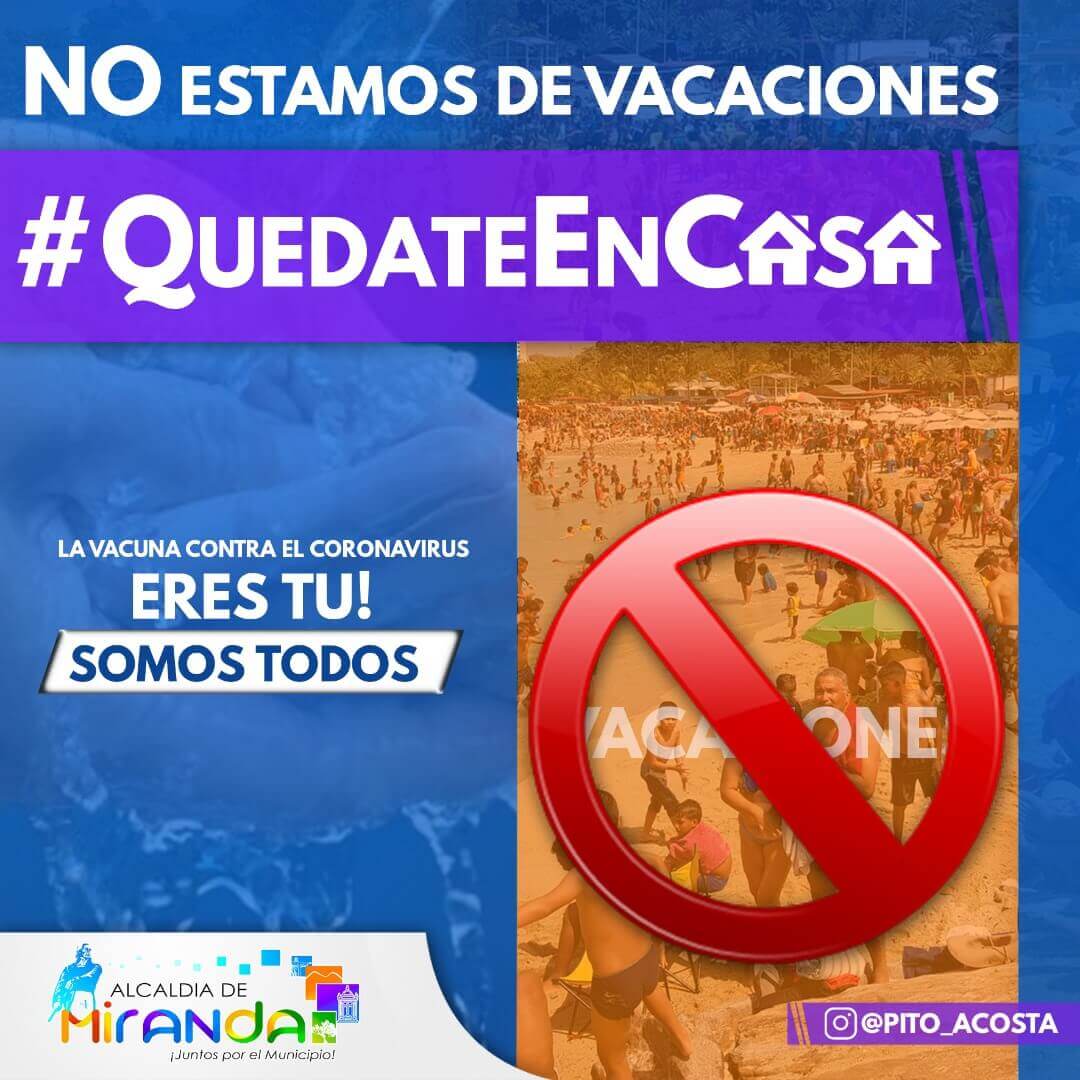 NO ESTAMOS DE VACACIONES
#QUEDATEENCASA
LA VACUNA CONTRA EL CORONAVIRUS
ERES TU!
SOMOS TODOS
VACACIONE
ALCALDIA DE
MIRANDA
¡Juntos por el Municipio!
@PITO_ACOSTA